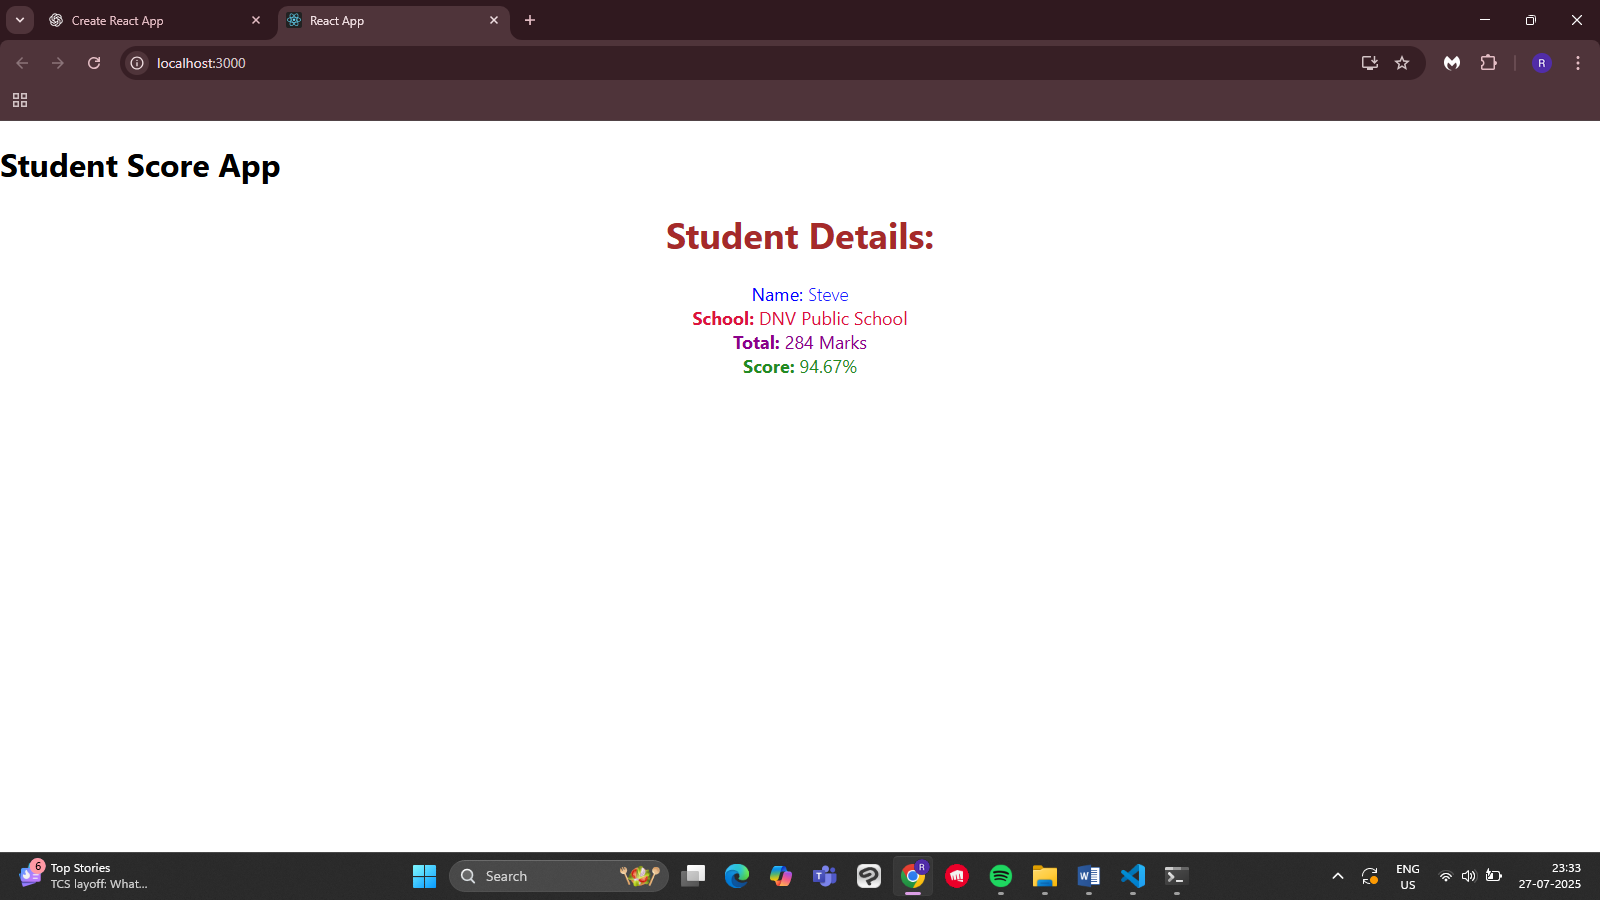 Create React App
React App
localhost:3000
R
Student Score App
Student Details:
Name: Steve
School: DNV Public School
Total: 284 Marks
Score: 94.67%
6
Top Stories
TCS layoff: What...
Search
R
ENG
US
23:33
27-07-2025